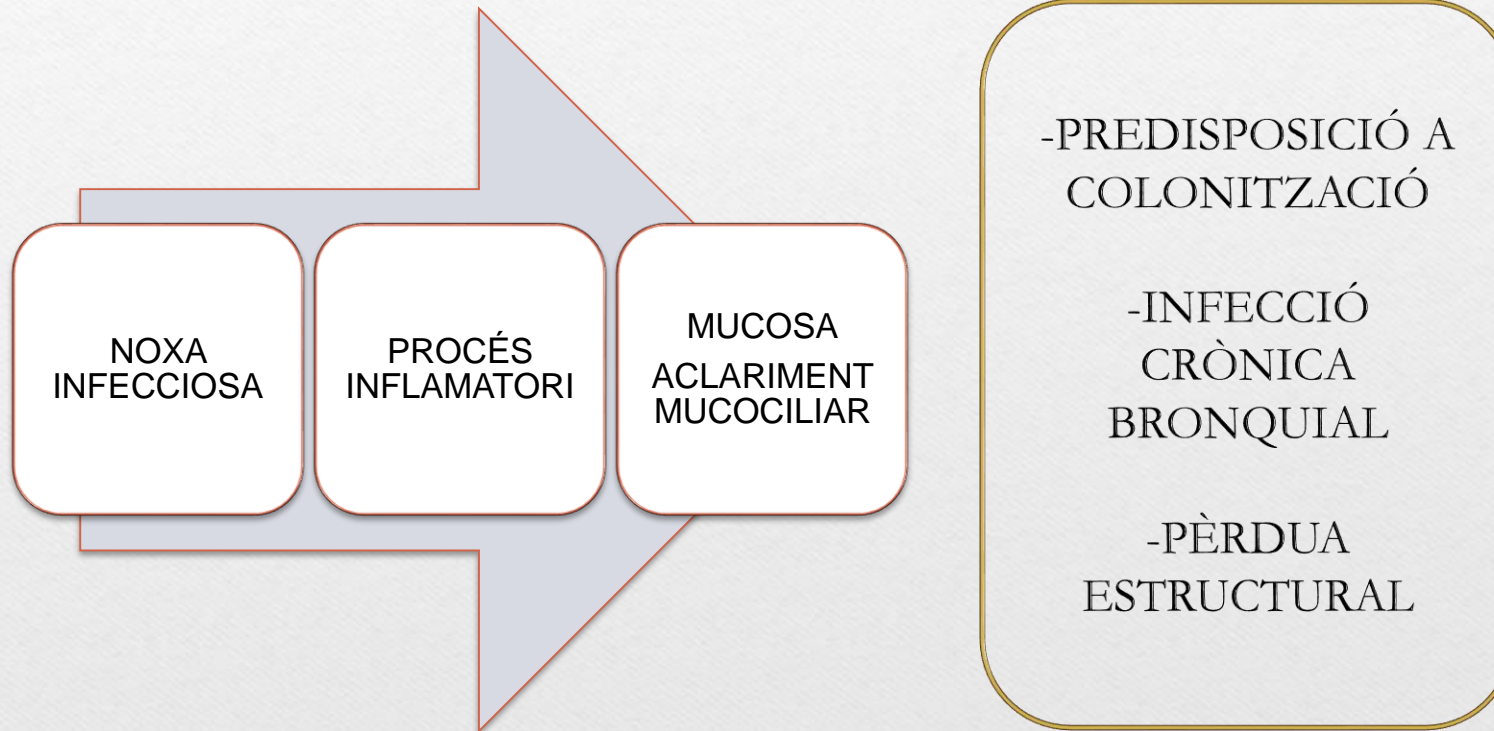 NOXA
INFECCIOSA
PROCÉS
INFLAMATORI
MUCOSA
ACLARIMENT
MUCOCILIAR
-PREDISPOSICIÓ A
COLONITZACIÓ
-INFECCIÓ
CRÒNICA
BRONQUIAL
-PÈRDUA
ESTRUCTURAL